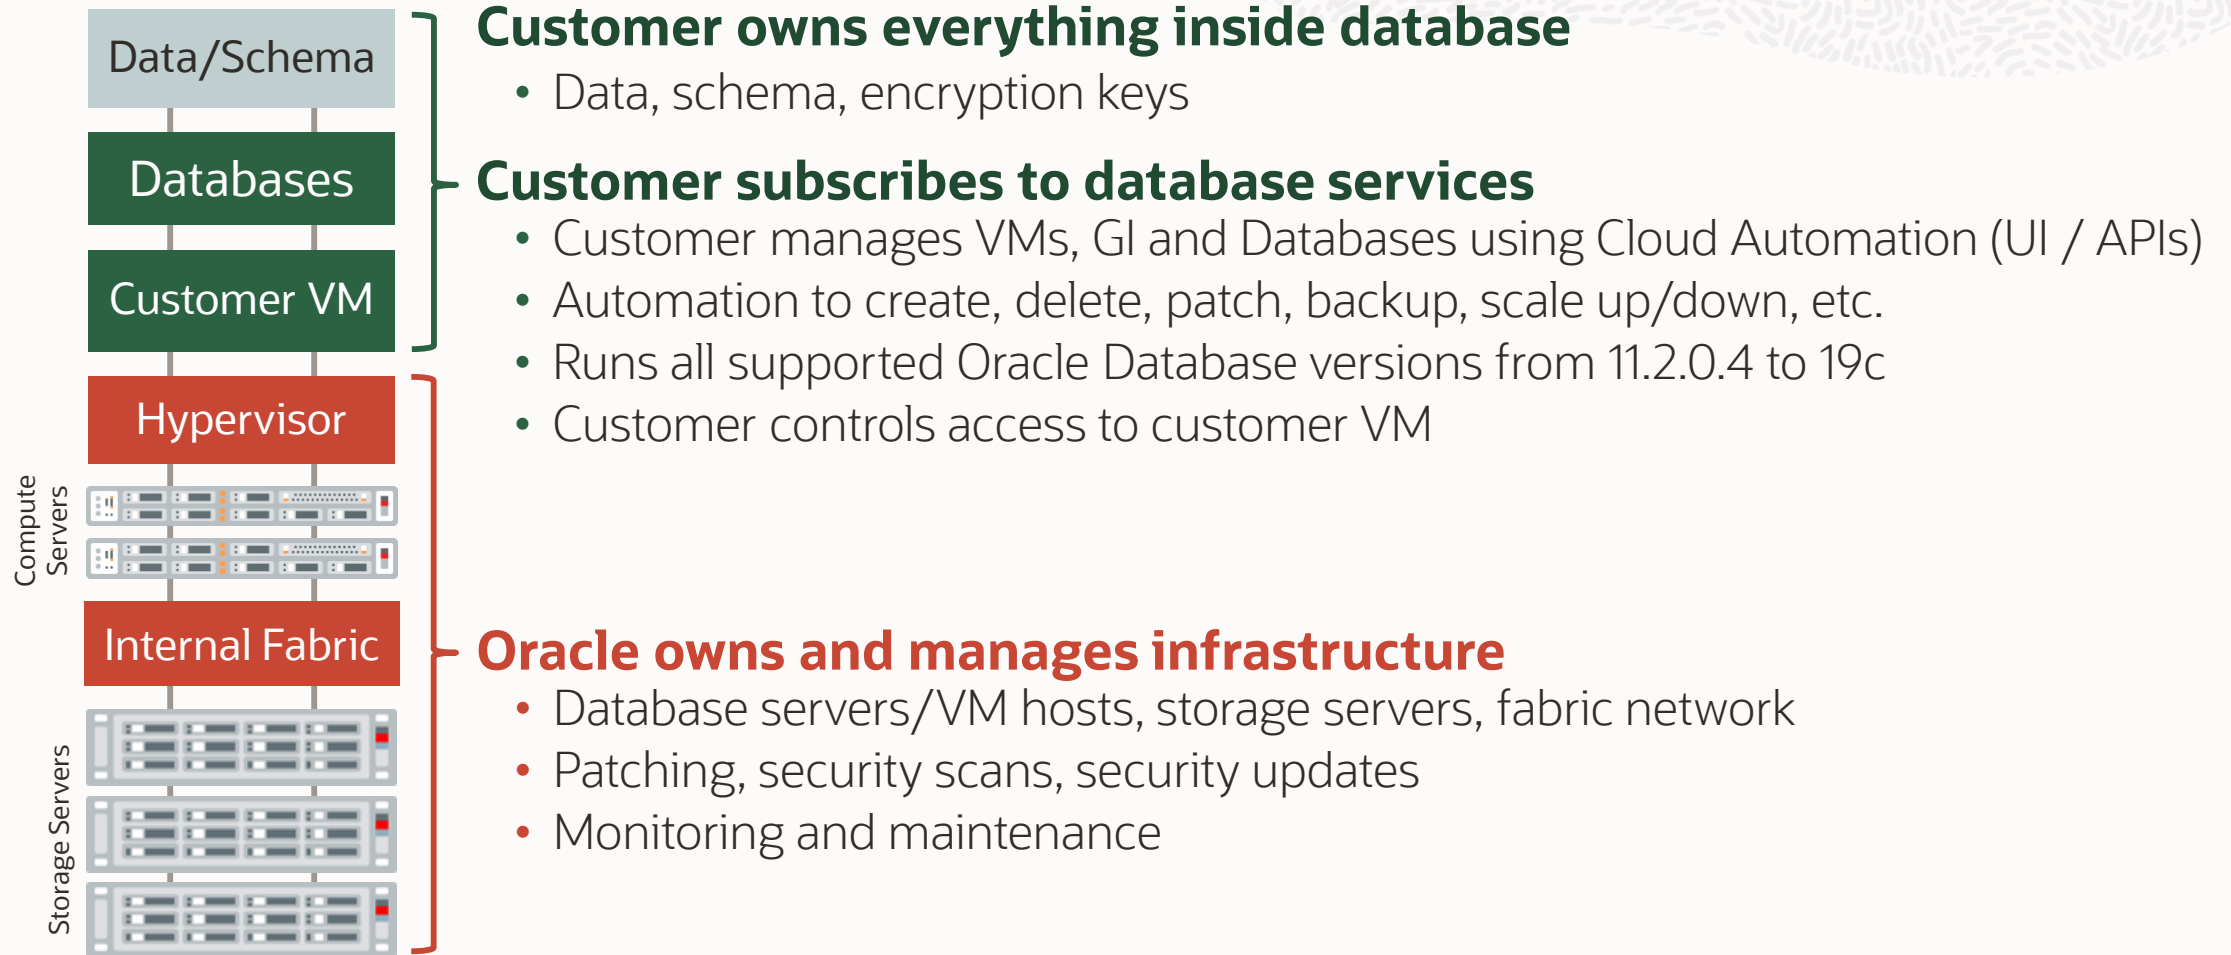 Data/Schema
Databases
Customer VM
Hypervisor
Compute
Servers
Internal Fabric
Storage Servers
Customer owns everything inside database
• Data, schema, encryption keys
Customer subscribes to database services
• Customer manages VMs, GI and Databases using Cloud Automation (UI / APIs)
• Automation to create, delete, patch, backup, scale up/down, etc.
• Runs all supported Oracle Database versions from 11.2.0.4 to 19c
• Customer controls access to customer VM
Oracle owns and manages infrastructure
• Database servers/VM hosts, storage servers, fabric network
• Patching, security scans, security updates
• Monitoring and maintenance